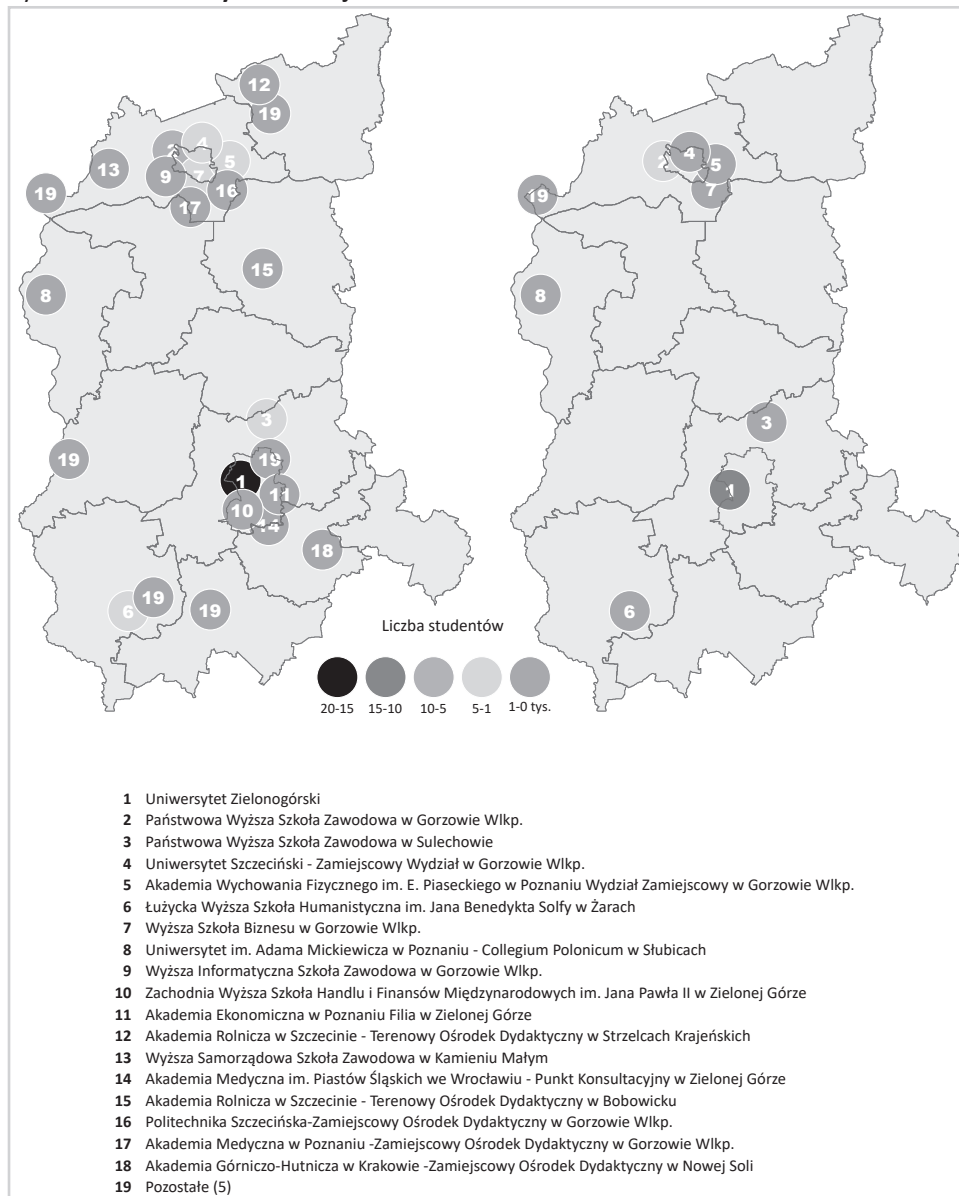 12
19
4
5
13
9
7
16
19
17
15
8
3
19
19
1
11
10
14
18
19
6
19
4
2
5
7
19
8
3
1
6
Liczba studentów
20-15 15-10 10-5 5-1 1-0 tys.
1 Uniwersytet Zielonogórski
2 Państwowa Wyższa Szkoła Zawodowa w Gorzowie Wlkp.
3 Państwowa Wyższa Szkoła Zawodowa w Sulechowie
4 Uniwersytet Szczeciński - Zamiejscowy Wydział w Gorzowie Wlkp.
5 Akademia Wychowania Fizycznego im. E. Piaseckiego w Poznaniu Wydział Zamiejscowy w Gorzowie Wlkp.
6 Łużycka Wyższa Szkoła Humanistyczna im. Jana Benedykta Solfy w Żarach
7 Wyższa Szkoła Biznesu w Gorzowie Wlkp.
8 Uniwersytet im. Adama Mickiewicza w Poznaniu - Collegium Polonicum w Słubicach
9 Wyższa Informatyczna Szkoła Zawodowa w Gorzowie Wlkp.
10 Zachodnia Wyższa Szkoła Handlu i Finansów Międzynarodowych im. Jana Pawła II w Zielonej Górze
11 Akademia Ekonomiczna w Poznaniu Filia w Zielonej Górze
12 Akademia Rolnicza w Szczecinie - Terenowy Ośrodek Dydaktyczny w Strzelcach Krajeńskich
13 Wyższa Samorządowa Szkoła Zawodowa w Kamieniu Małym
14 Akademia Medyczna im. Piastów Śląskich we Wrocławiu - Punkt Konsultacyjny w Zielonej Górze
15 Akademia Rolnicza w Szczecinie - Terenowy Ośrodek Dydaktyczny w Bobowicku
16 Politechnika Szczecińska-Zamiejscowy Ośrodek Dydaktyczny w Gorzowie Wlkp.
17 Akademia Medyczna w Poznaniu -Zamiejscowy Ośrodek Dydaktyczny w Gorzowie Wlkp.
18 Akademia Górniczo-Hutnicza w Krakowie -Zamiejscowy Ośrodek Dydaktyczny w Nowej Soli
19 Pozostałe (5)